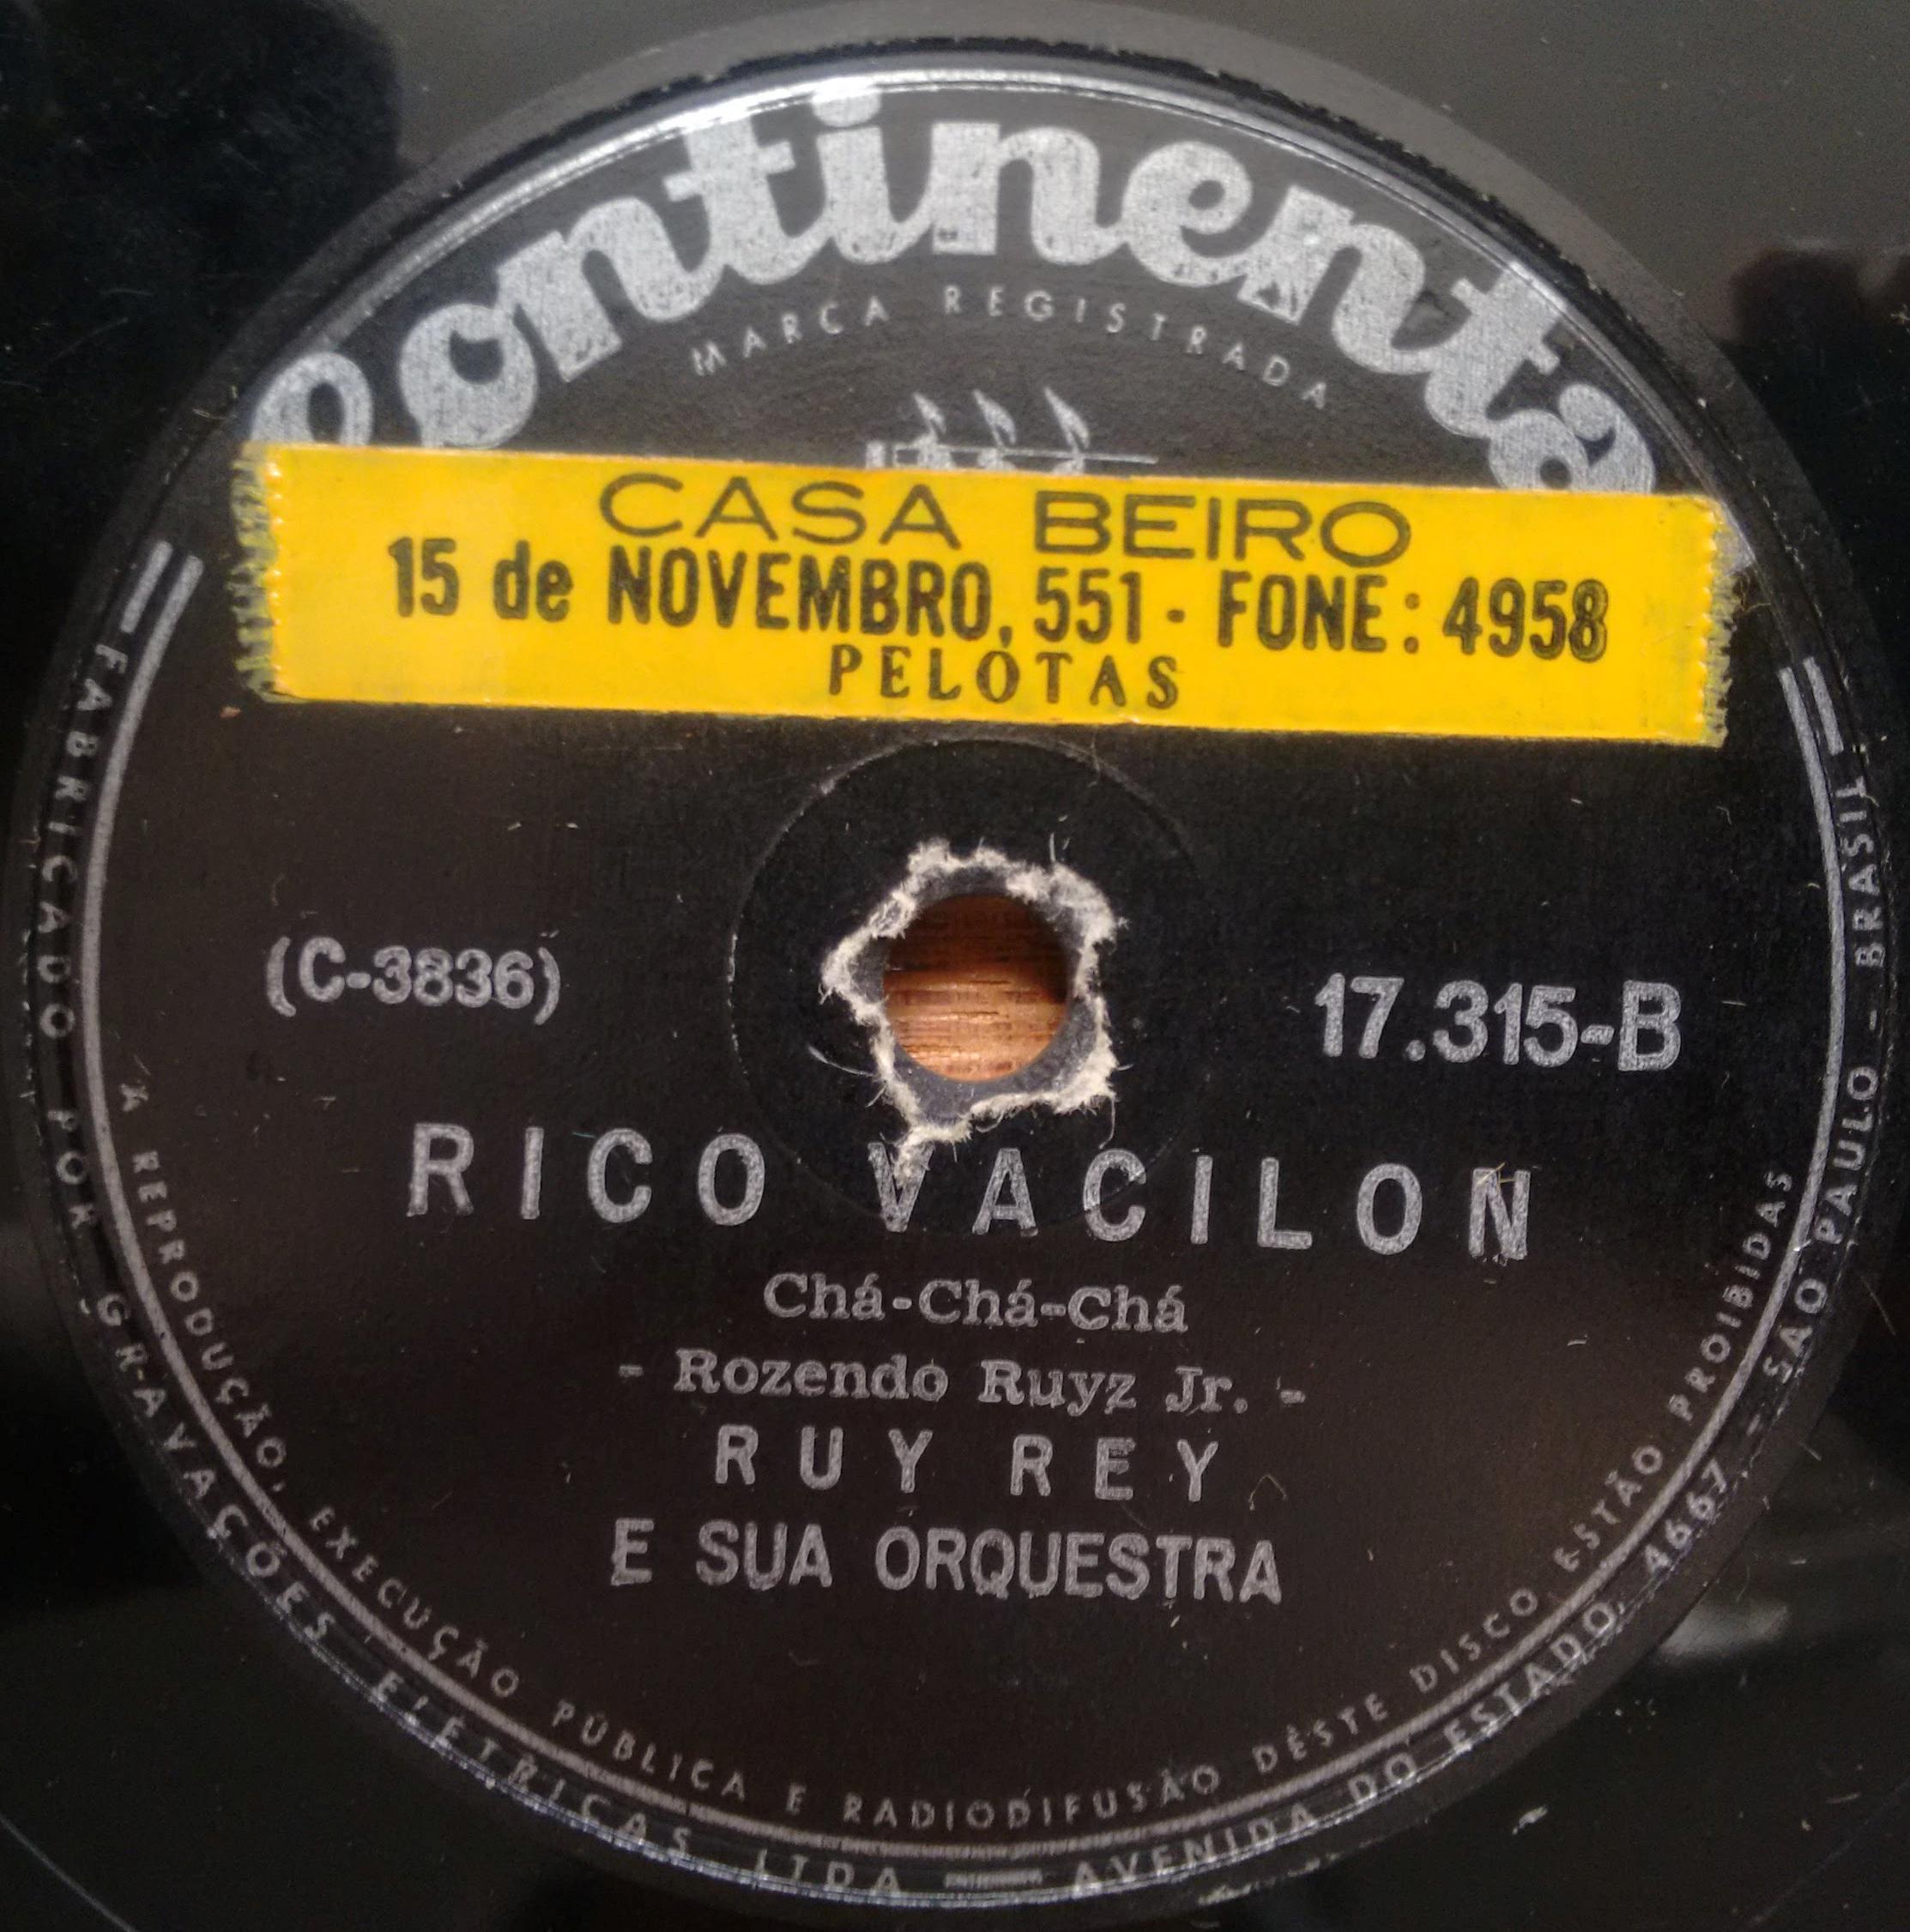 Continental
MARCA REGISTRADA
CASA BEIRO
15 de NOVEMBRO, 551 - FONE: 4958
PELOTAS
(C-3836)
17.315-B
RICO VACILON
Chá-Chá-Chá
- Rozendo Ruyz Jr. -
RUY REY
E SUA ORQUESTRA
A REPRODUÇÃO, EXECUÇÃO PÚBLICA E RADIODIFUSÃO DÊSTE DISCO ESTÃO PROIBIDAS
FABRICADO POR GRAVAÇÕES ELÉTRICAS LTDA — AVENIDA DO ESTADO, 4667 - SAO PAULO - BRASIL